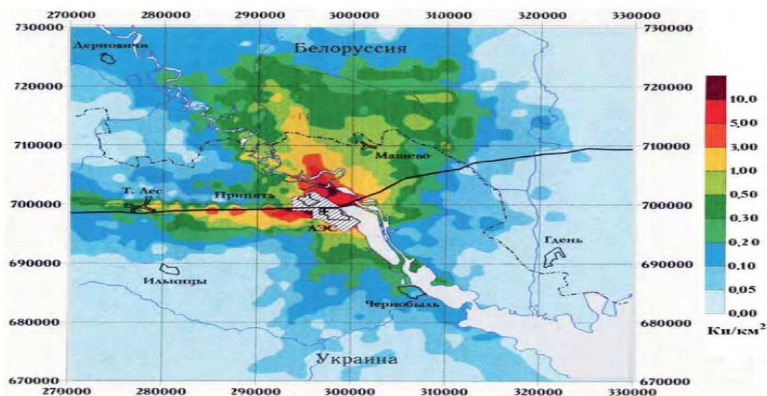 270000 280000 290000 300000 310000 320000 330000
730000 730000
Дерновичи
Белоруссия
720000 720000
710000 710000
Машево
Т. Лес
Припять
700000 700000
АЭС
Гдень
690000 690000
Ильинцы
Чернобыль
680000 680000
Украина
670000 670000
270000 280000 290000 300000 310000 320000 330000
10.0
5,00
3,00
1,00
0,50
0,30
0,20
0,10
0,05
0,00
Ки/км²